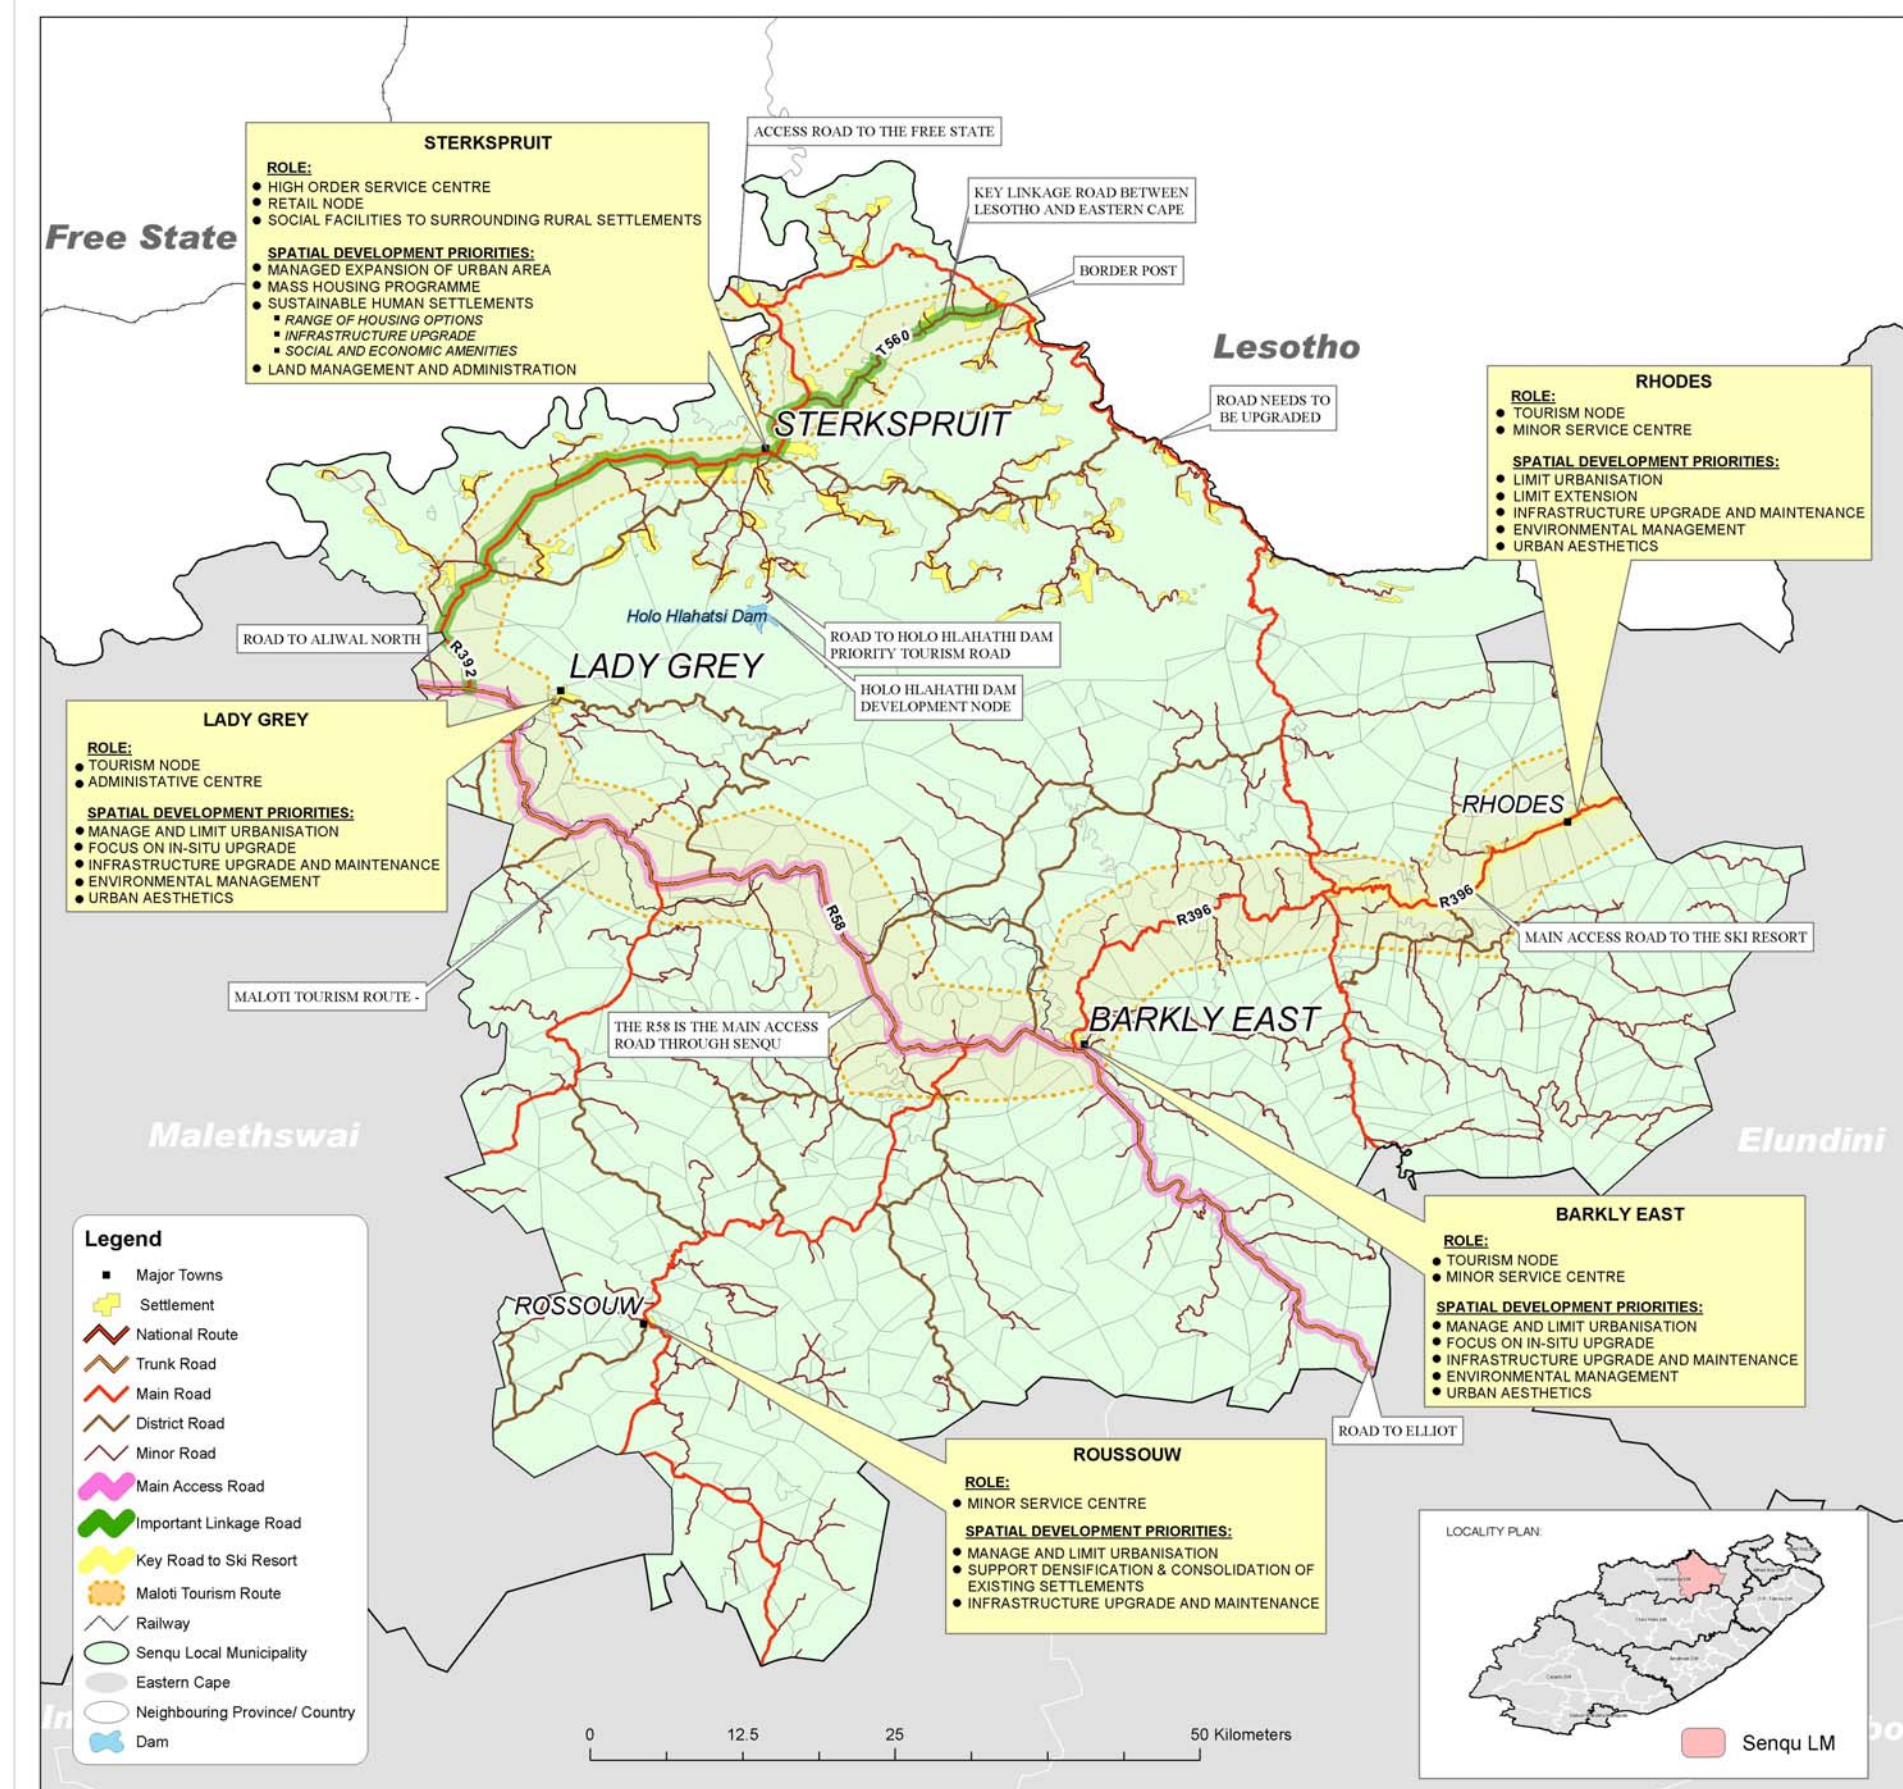 Free State
STERKSPRUIT
ROLE:
● HIGH ORDER SERVICE CENTRE
● RETAIL NODE
● SOCIAL FACILITIES TO SURROUNDING RURAL SETTLEMENTS
SPATIAL DEVELOPMENT PRIORITIES:
● MANAGED EXPANSION OF URBAN AREA
● MASS HOUSING PROGRAMME
● SUSTAINABLE HUMAN SETTLEMENTS
▪ RANGE OF HOUSING OPTIONS
▪ INFRASTRUCTURE UPGRADE
▪ SOCIAL AND ECONOMIC AMENITIES
● LAND MANAGEMENT AND ADMINISTRATION
ACCESS ROAD TO THE FREE STATE
KEY LINKAGE ROAD BETWEEN
LESOTHO AND EASTERN CAPE
BORDER POST
Lesotho
T560
ROAD NEEDS TO
BE UPGRADED
STERKSPRUIT
RHODES
ROLE:
● TOURISM NODE
● MINOR SERVICE CENTRE
SPATIAL DEVELOPMENT PRIORITIES:
● LIMIT URBANISATION
● LIMIT EXTENSION
● INFRASTRUCTURE UPGRADE AND MAINTENANCE
● ENVIRONMENTAL MANAGEMENT
● URBAN AESTHETICS
Holo Hlahatsi Dam
ROAD TO ALIWAL NORTH
R392
ROAD TO HOLO HLAHATHI DAM
PRIORITY TOURISM ROAD
LADY GREY
HOLO HLAHATHI DAM
DEVELOPMENT NODE
LADY GREY
ROLE:
● TOURISM NODE
● ADMINISTATIVE CENTRE
SPATIAL DEVELOPMENT PRIORITIES:
● MANAGE AND LIMIT URBANISATION
● FOCUS ON IN-SITU UPGRADE
● INFRASTRUCTURE UPGRADE AND MAINTENANCE
● ENVIRONMENTAL MANAGEMENT
● URBAN AESTHETICS
RHODES
R58
R396
R396
MAIN ACCESS ROAD TO THE SKI RESORT
MALOTI TOURISM ROUTE -
THE R58 IS THE MAIN ACCESS
ROAD THROUGH SENQU
BARKLY EAST
Malethswai
Elundini
BARKLY EAST
ROLE:
● TOURISM NODE
● MINOR SERVICE CENTRE
SPATIAL DEVELOPMENT PRIORITIES:
● MANAGE AND LIMIT URBANISATION
● FOCUS ON IN-SITU UPGRADE
● INFRASTRUCTURE UPGRADE AND MAINTENANCE
● ENVIRONMENTAL MANAGEMENT
● URBAN AESTHETICS
ROSSOUW
ROAD TO ELLIOT
ROUSSOUW
ROLE:
● MINOR SERVICE CENTRE
SPATIAL DEVELOPMENT PRIORITIES:
● MANAGE AND LIMIT URBANISATION
● SUPPORT DENSIFICATION & CONSOLIDATION OF
EXISTING SETTLEMENTS
● INFRASTRUCTURE UPGRADE AND MAINTENANCE
Legend
Major Towns
Settlement
National Route
Trunk Road
Main Road
District Road
Minor Road
Main Access Road
Important Linkage Road
Key Road to Ski Resort
Maloti Tourism Route
Railway
Senqu Local Municipality
Eastern Cape
Neighbouring Province/ Country
Dam
0 12.5 25 50 Kilometers
LOCALITY PLAN:
Senqu LM